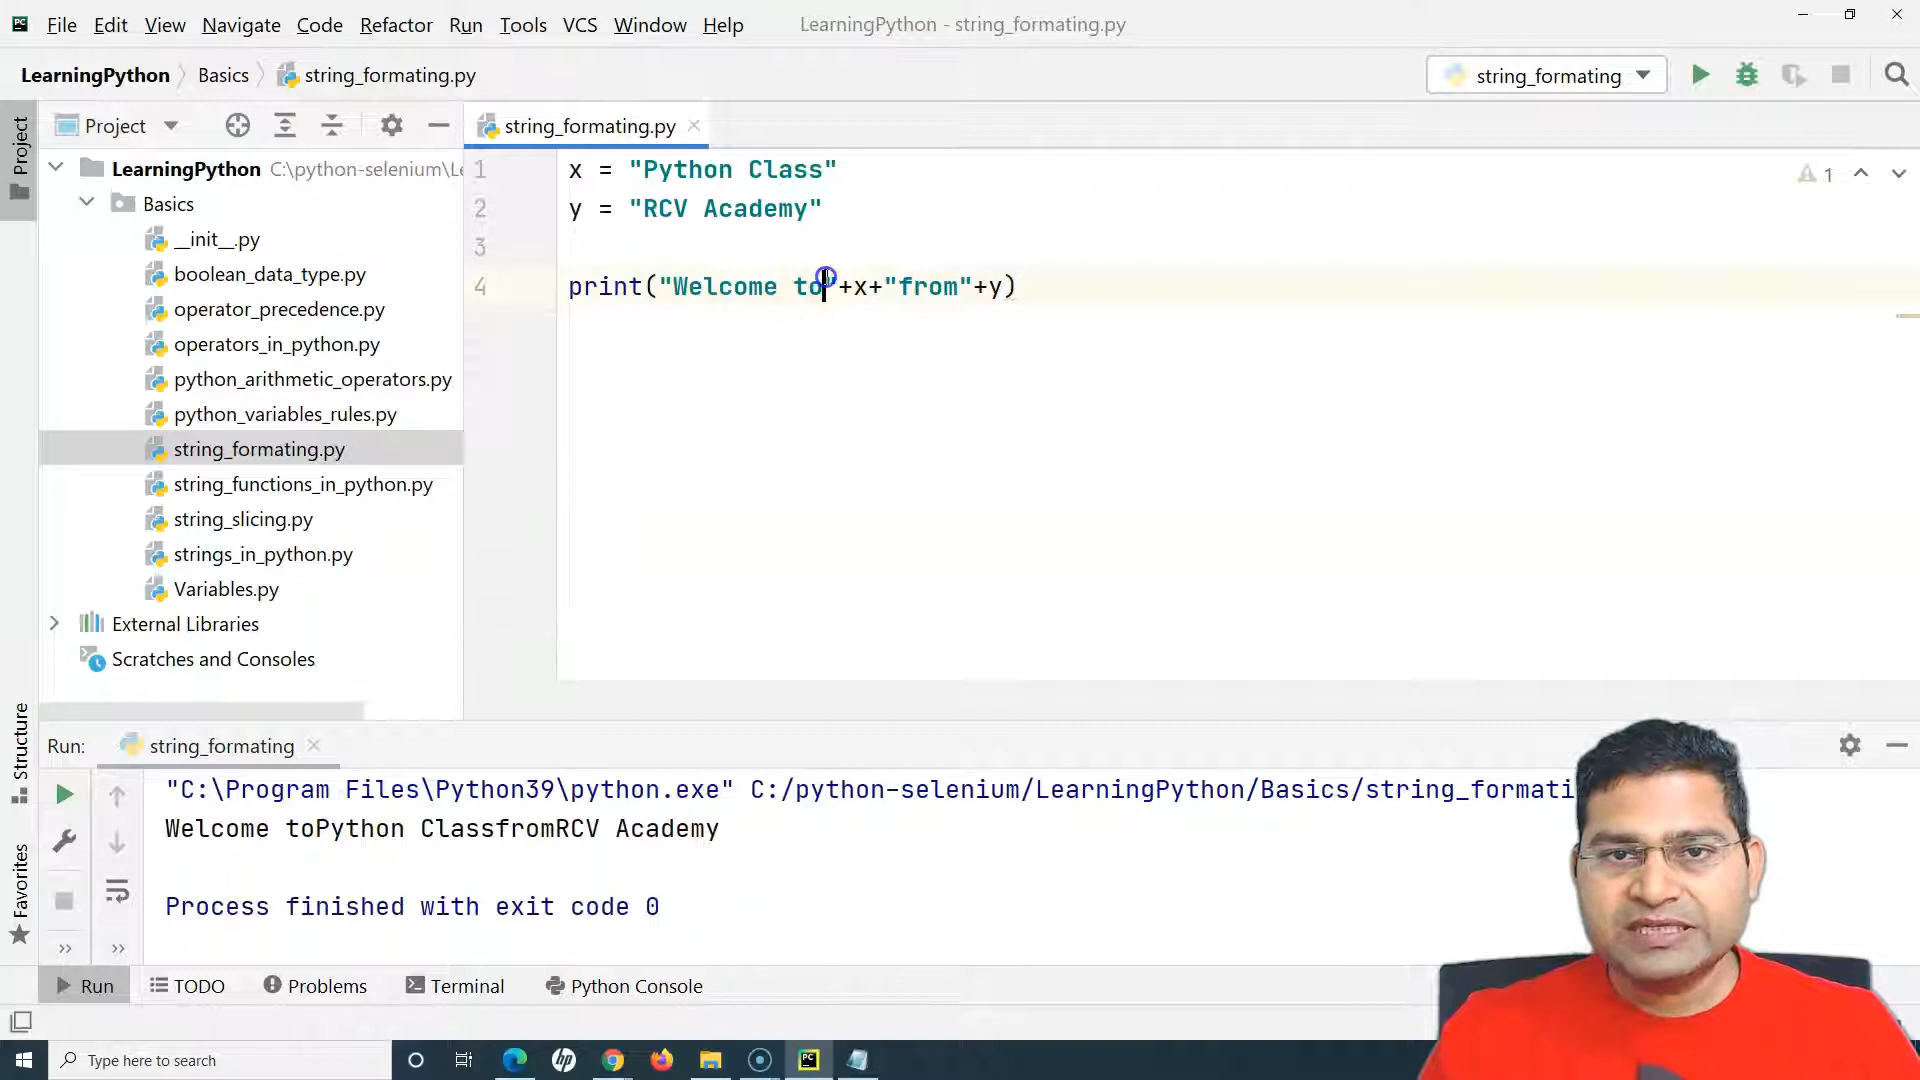 File Edit View Navigate Code Refactor Run Tools VCS Window Help LearningPython - string_formating.py
LearningPython Basics string_formating.py string_formating
Project string_formating.py
Project
LearningPython C:\python-selenium\Le
Basics
__init__.py
boolean_data_type.py
operator_precedence.py
operators_in_python.py
python_arithmetic_operators.py
python_variables_rules.py
string_formating.py
string_functions_in_python.py
string_slicing.py
strings_in_python.py
Variables.py
External Libraries
Scratches and Consoles
1 x = "Python Class" 1
2 y = "RCV Academy"
3
4 print("Welcome to"+x+"from"+y)
Structure
Favorites
Run: string_formating
"C:\Program Files\Python39\python.exe" C:/python-selenium/LearningPython/Basics/string_formati
Welcome toPython ClassfromRCV Academy
Process finished with exit code 0
Run TODO Problems Terminal Python Console
Type here to search hp PC